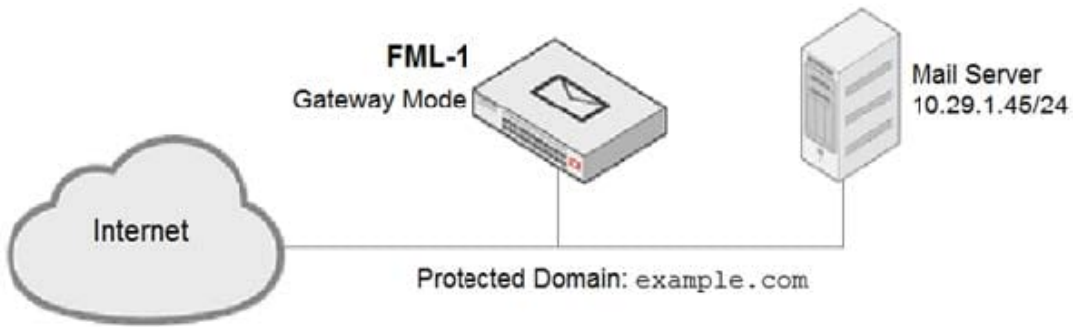 FML-1
Gateway Mode
Mail Server
10.29.1.45/24
Internet
Protected Domain: example.com